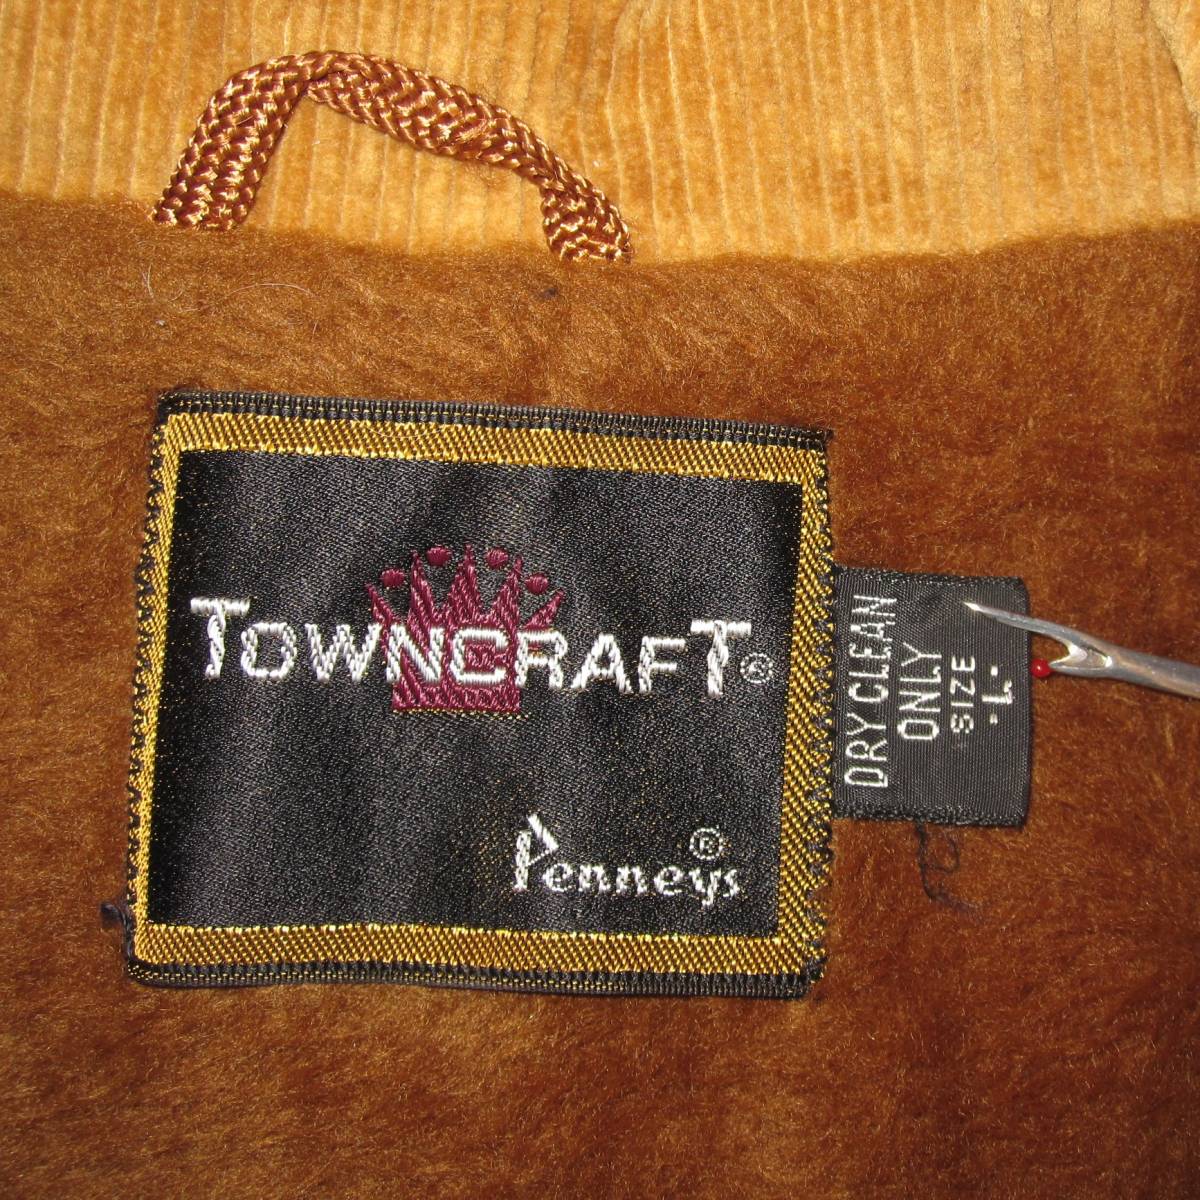 TOWNCRAFT®
Penneys®
DRY CLEAN
ONLY
SIZE
·L·